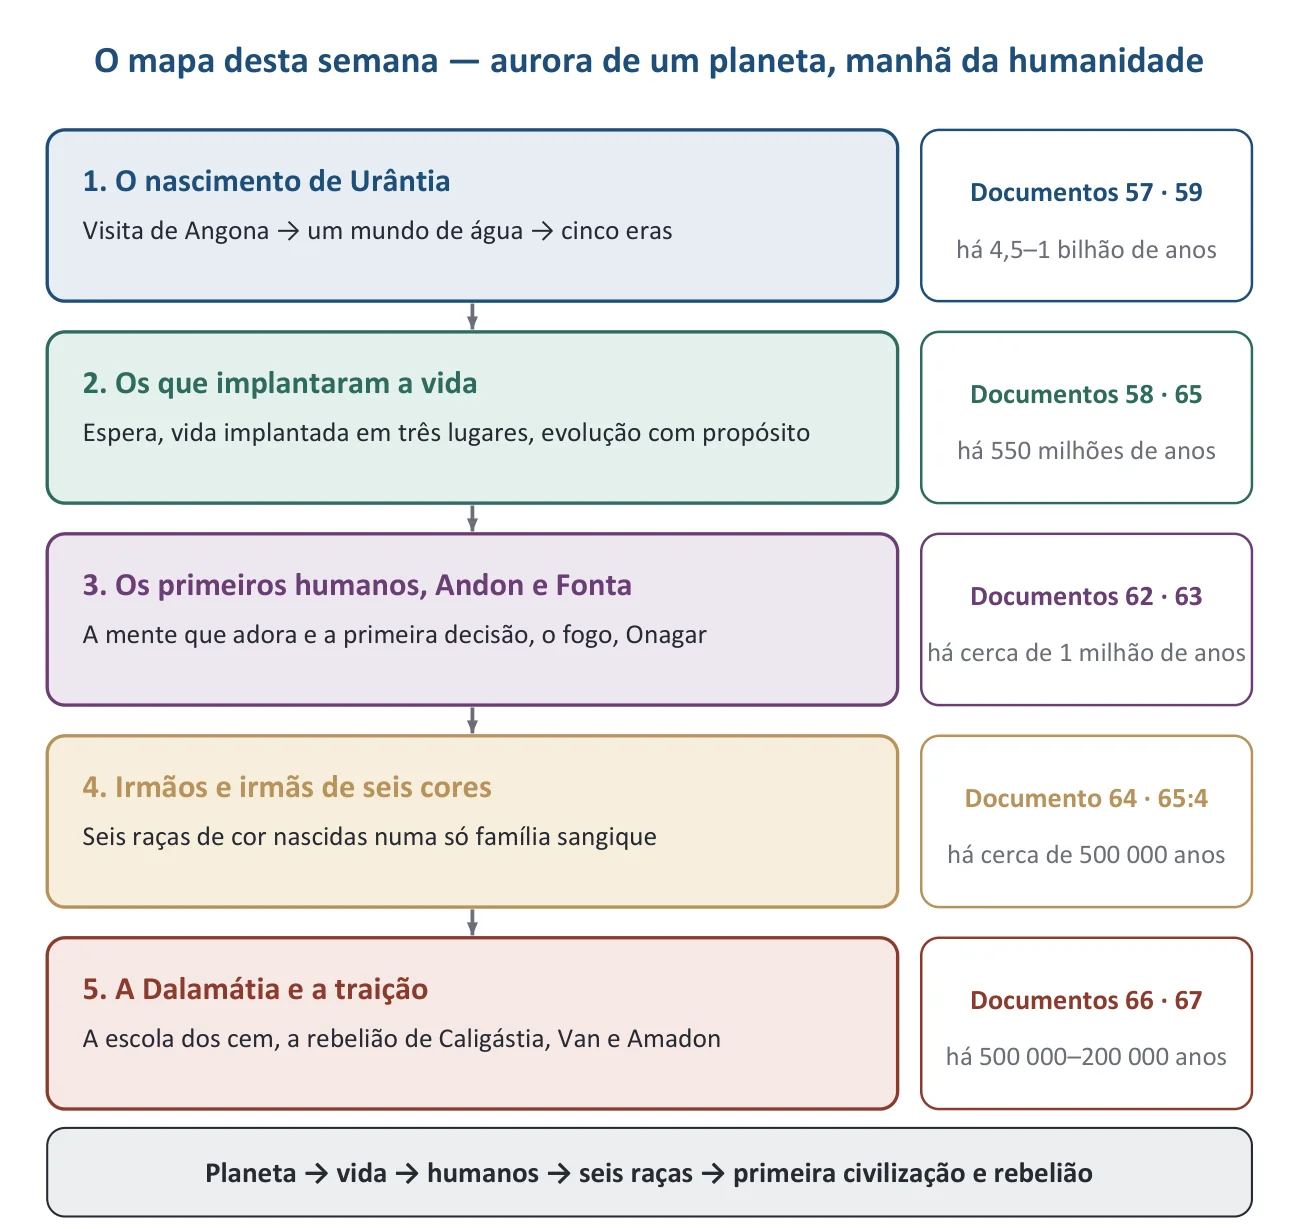 O mapa desta semana — aurora de um planeta, manhã da humanidade
1. O nascimento de Urântia
Visita de Angona → um mundo de água → cinco eras
Documentos 57 · 59
há 4,5–1 bilhão de anos
2. Os que implantaram a vida
Espera, vida implantada em três lugares, evolução com propósito
Documentos 58 · 65
há 550 milhões de anos
3. Os primeiros humanos, Andon e Fonta
A mente que adora e a primeira decisão, o fogo, Onagar
Documentos 62 · 63
há cerca de 1 milhão de anos
4. Irmãos e irmãs de seis cores
Seis raças de cor nascidas numa só família sangique
Documento 64 · 65:4
há cerca de 500 000 anos
5. A Dalamátia e a traição
A escola dos cem, a rebelião de Caligástia, Van e Amadon
Documentos 66 · 67
há 500 000–200 000 anos
Planeta → vida → humanos → seis raças → primeira civilização e rebelião